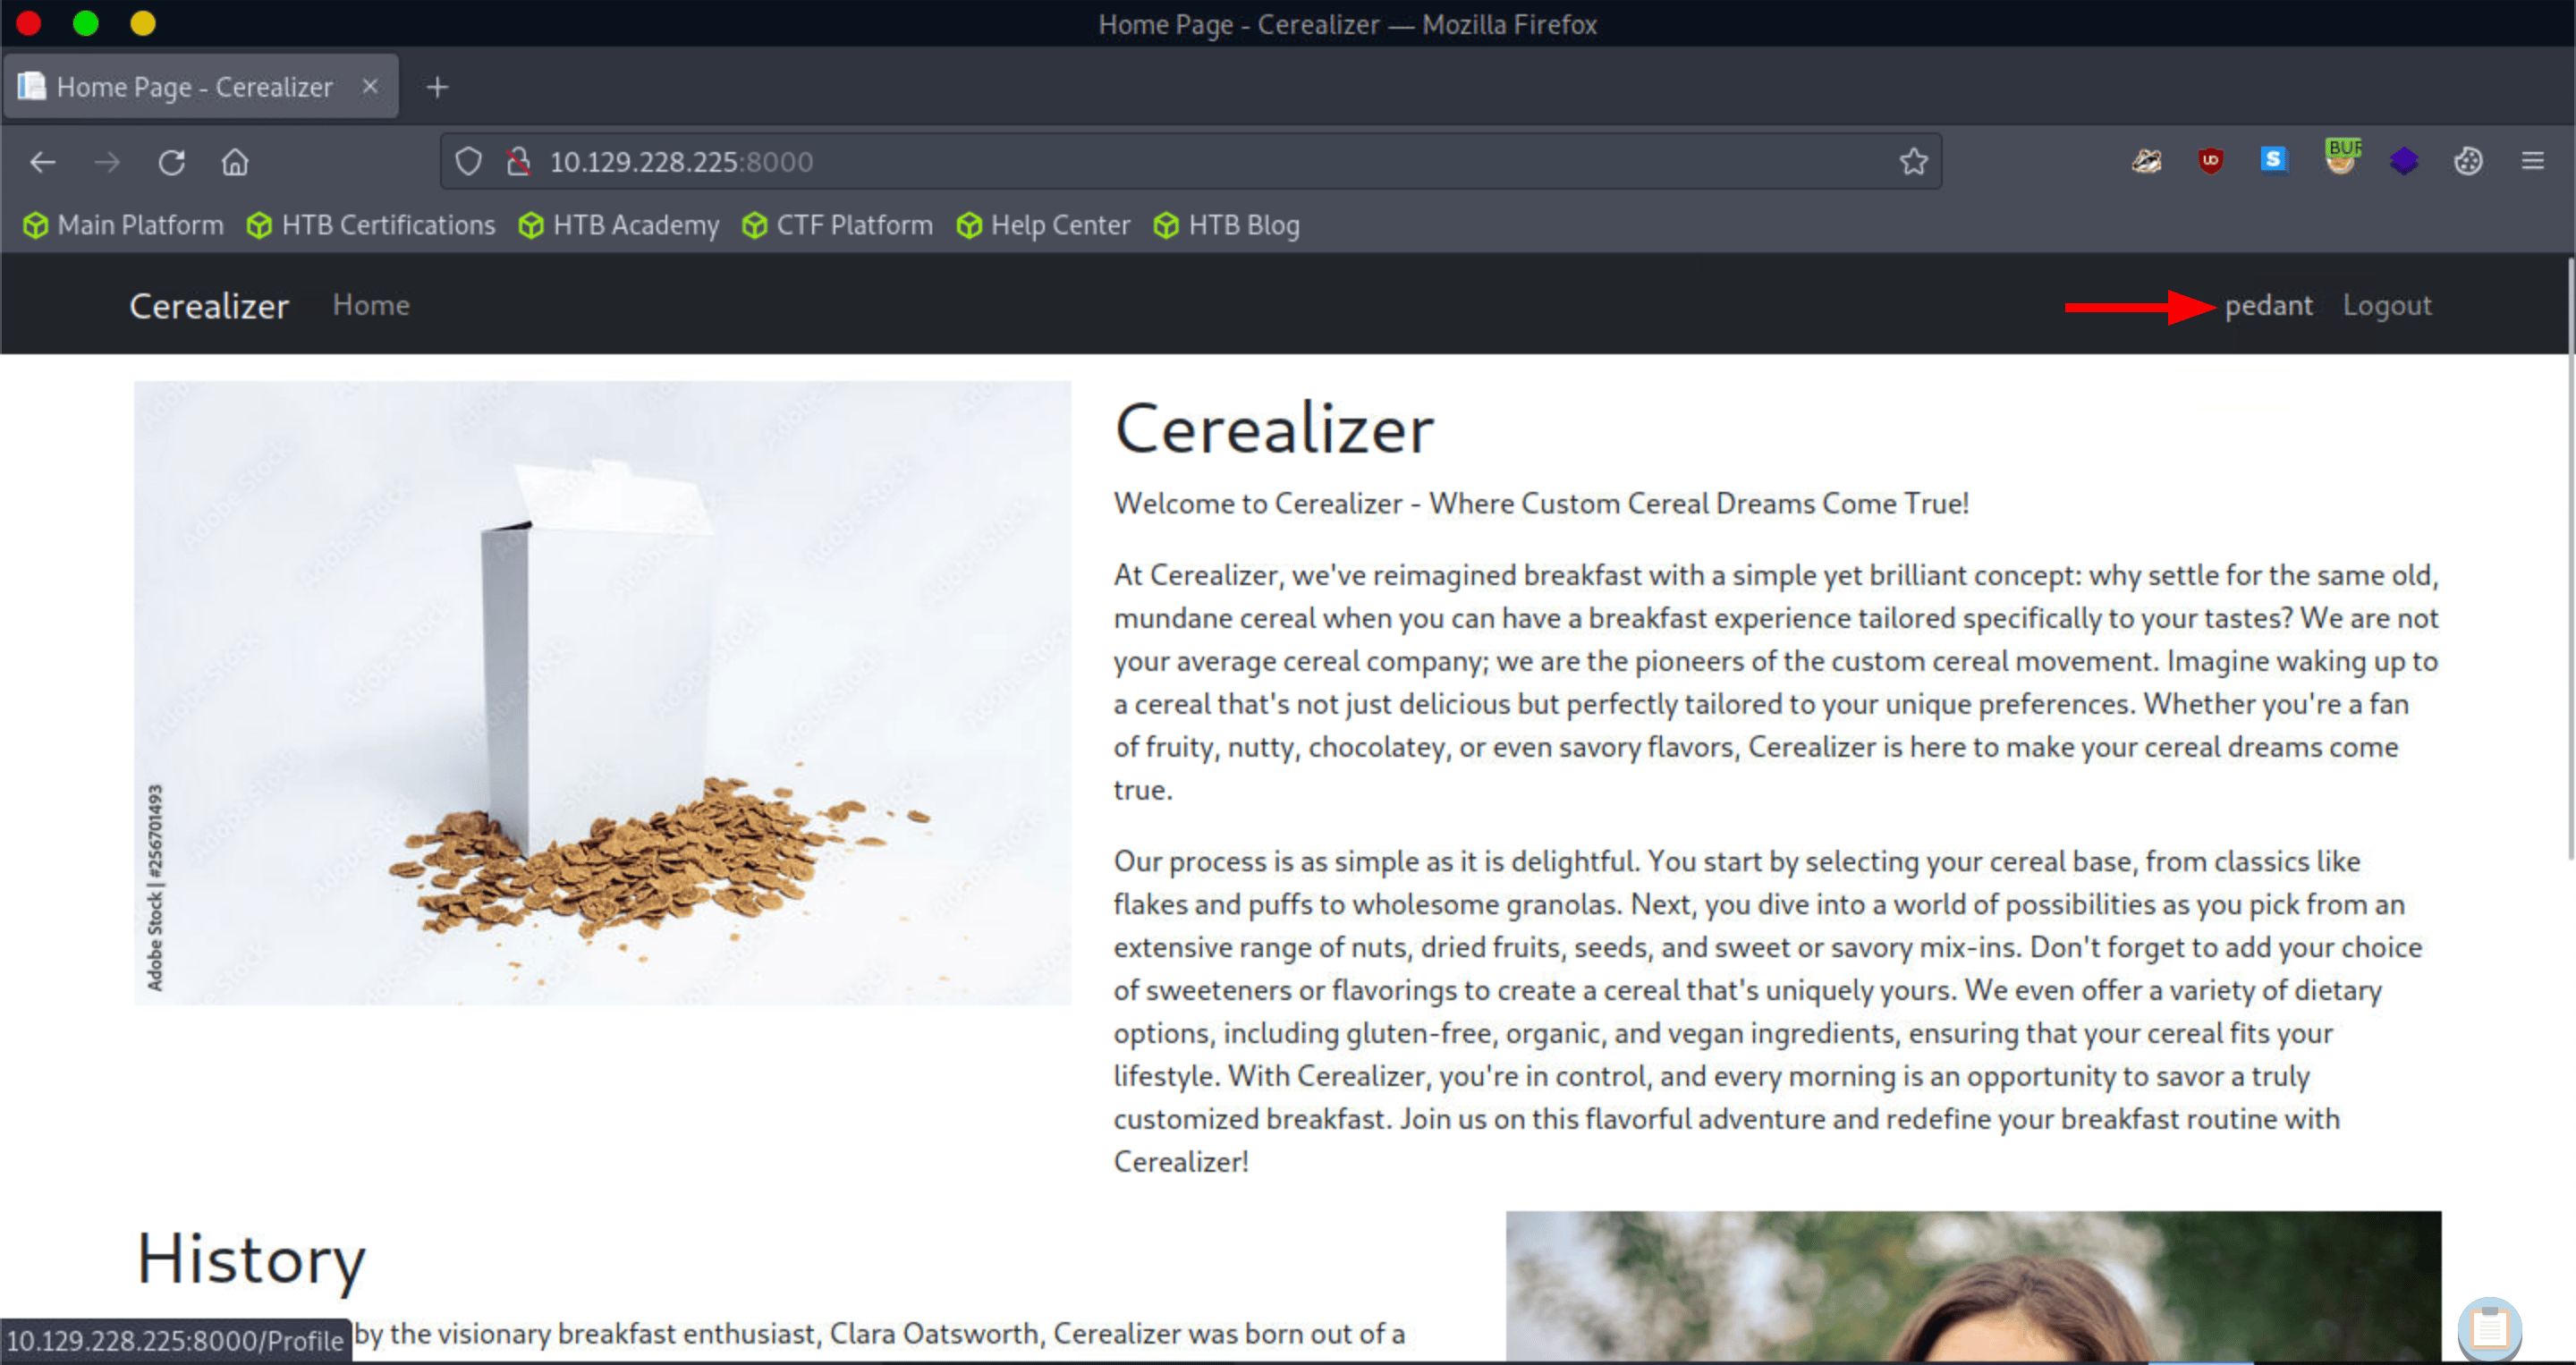 Home Page - Cerealizer — Mozilla Firefox
Home Page - Cerealizer
10.129.228.225:8000
UD
S
Main Platform HTB Certifications HTB Academy CTF Platform Help Center HTB Blog
Cerealizer Home pedant Logout
Adobe Stock | #256701493
Cerealizer
Welcome to Cerealizer - Where Custom Cereal Dreams Come True!
At Cerealizer, we've reimagined breakfast with a simple yet brilliant concept: why settle for the same old,
mundane cereal when you can have a breakfast experience tailored specifically to your tastes? We are not
your average cereal company; we are the pioneers of the custom cereal movement. Imagine waking up to
a cereal that's not just delicious but perfectly tailored to your unique preferences. Whether you're a fan
of fruity, nutty, chocolatey, or even savory flavors, Cerealizer is here to make your cereal dreams come
true.
Our process is as simple as it is delightful. You start by selecting your cereal base, from classics like
flakes and puffs to wholesome granolas. Next, you dive into a world of possibilities as you pick from an
extensive range of nuts, dried fruits, seeds, and sweet or savory mix-ins. Don't forget to add your choice
of sweeteners or flavorings to create a cereal that's uniquely yours. We even offer a variety of dietary
options, including gluten-free, organic, and vegan ingredients, ensuring that your cereal fits your
lifestyle. With Cerealizer, you're in control, and every morning is an opportunity to savor a truly
customized breakfast. Join us on this flavorful adventure and redefine your breakfast routine with
Cerealizer!
History
by the visionary breakfast enthusiast, Clara Oatsworth, Cerealizer was born out of a
10.129.228.225:8000/Profile